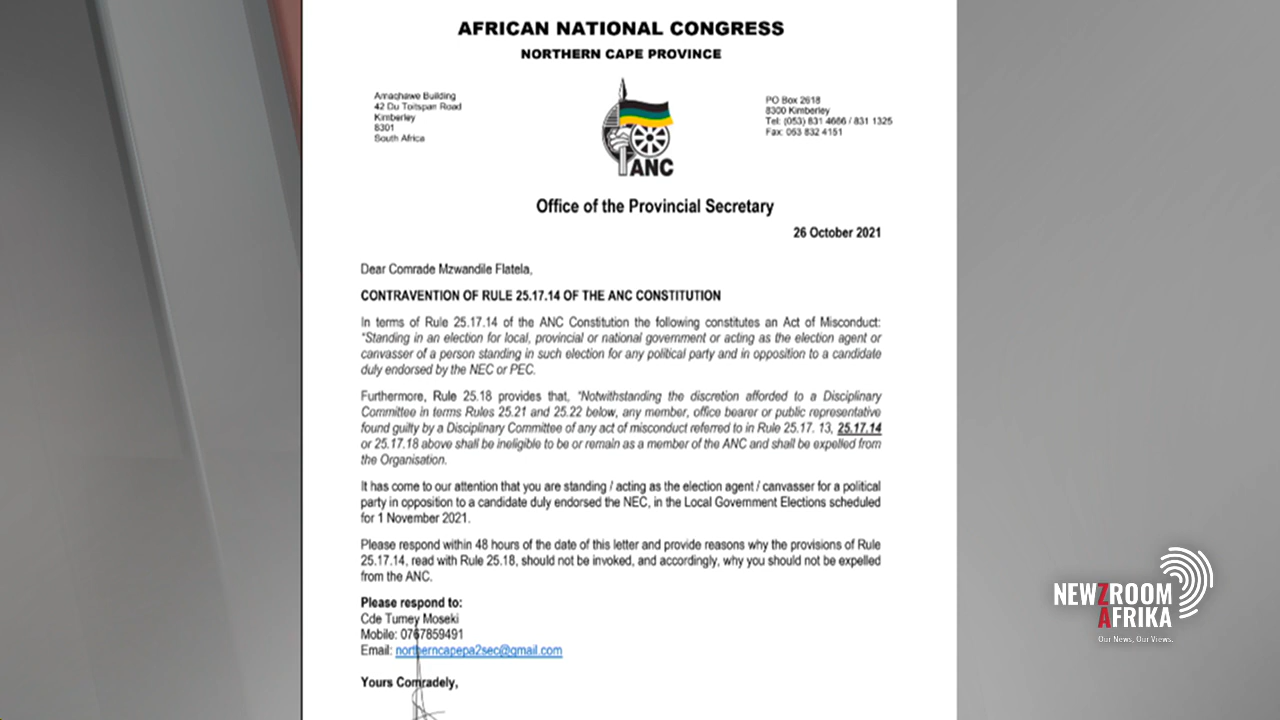 AFRICAN NATIONAL CONGRESS
NORTHERN CAPE PROVINCE
Amachawe Building
42 Du Toitspan Road
Kimberley
8301
South Africa
PO Box 2618
8300 Kimberley
Tel: (053) 831 4686 / 831 1325
Fax: 063 832 4151
ANC
Office of the Provincial Secretary
26 October 2021
Dear Comrade Mzwandile Flatela,
CONTRAVENTION OF RULE 25.17.14 OF THE ANC CONSTITUTION
In terms of Rule 25.17.14 of the ANC Constitution the following constitutes an Act of Misconduct:
"Standing in an election for local, provincial or national government or acting as the election agent or
canvasser of a person standing in such election for any political party and in opposition to a candidate
duly endorsed by the NEC or PEC.
Furthermore, Rule 25.18 provides that, "Notwithstanding the discretion afforded to a Disciplinary
Committee in terms Rules 25.21 and 25.22 below, any member, office bearer or public representative
found guilty by a Disciplinary Committee of any act of misconduct referred to in Rule 25.17. 13, 25.17.14
or 25.17.18 above shall be ineligible to be or remain as a member of the ANC and shall be expelled from
the Organisation.
It has come to our attention that you are standing / acting as the election agent / canvasser for a political
party in opposition to a candidate duly endorsed the NEC, in the Local Government Elections scheduled
for 1 November 2021.
Please respond within 48 hours of the date of this letter and provide reasons why the provisions of Rule
25.17.14, read with Rule 25.18, should not be invoked, and accordingly, why you should not be expelled
from the ANC.
Please respond to:
Cde Turney Moseki
Mobile: 0767859491
Email: northerncapepa2sec@gmail.com
Yours Comradely,
NEWZROOM
AFRIKA
Our News, Our Views.